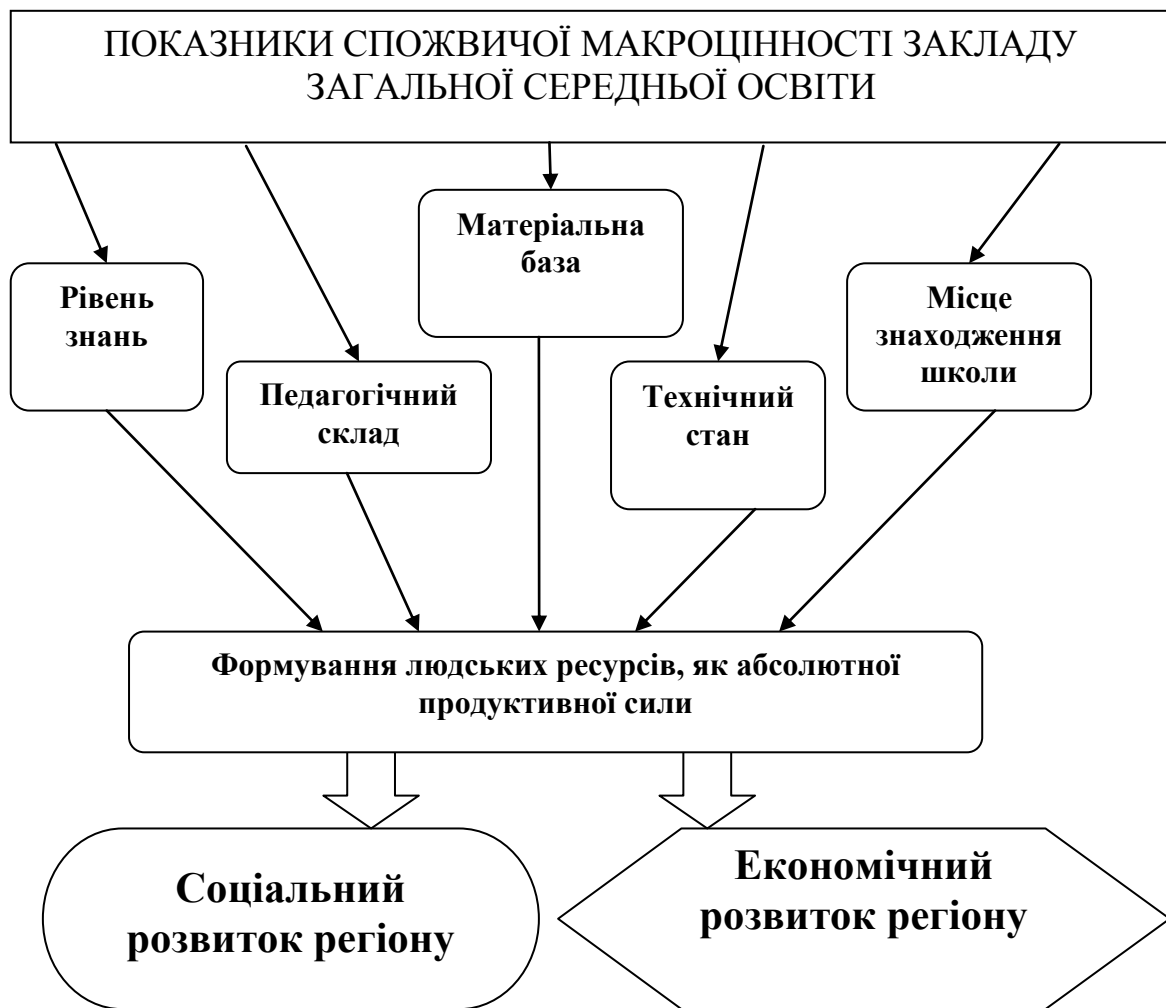 ПОКАЗНИКИ СПОЖВИЧОЇ МАКРОЦІННОСТІ ЗАКЛАДУ
ЗАГАЛЬНОЇ СЕРЕДНЬОЇ ОСВІТИ
Рівень
знань
Педагогічний
склад
Матеріальна
база
Технічний
стан
Місце
знаходження
школи
Формування людських ресурсів, як абсолютної
продуктивної сили
Соціальний
розвиток регіону
Економічний
розвиток регіону